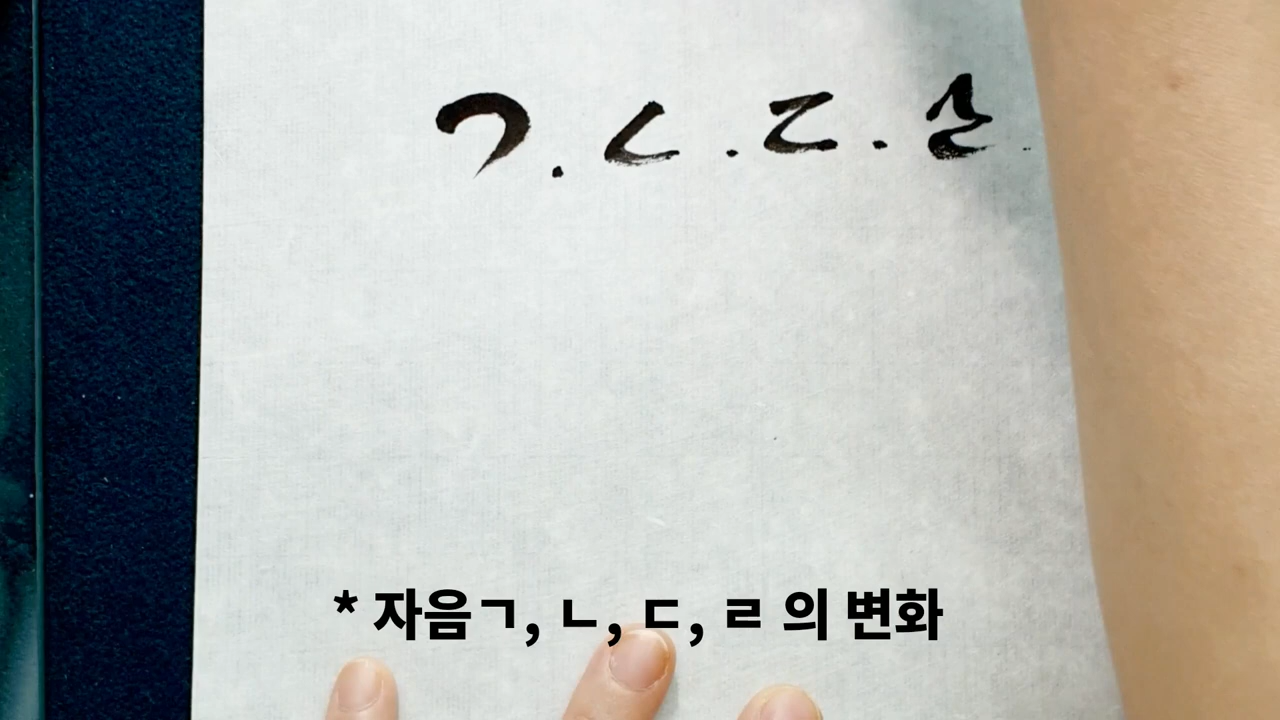 ㄱ.ㄴ.ㄷ.ㄹ.
* 자음ㄱ, ㄴ, ㄷ, ㄹ 의 변화